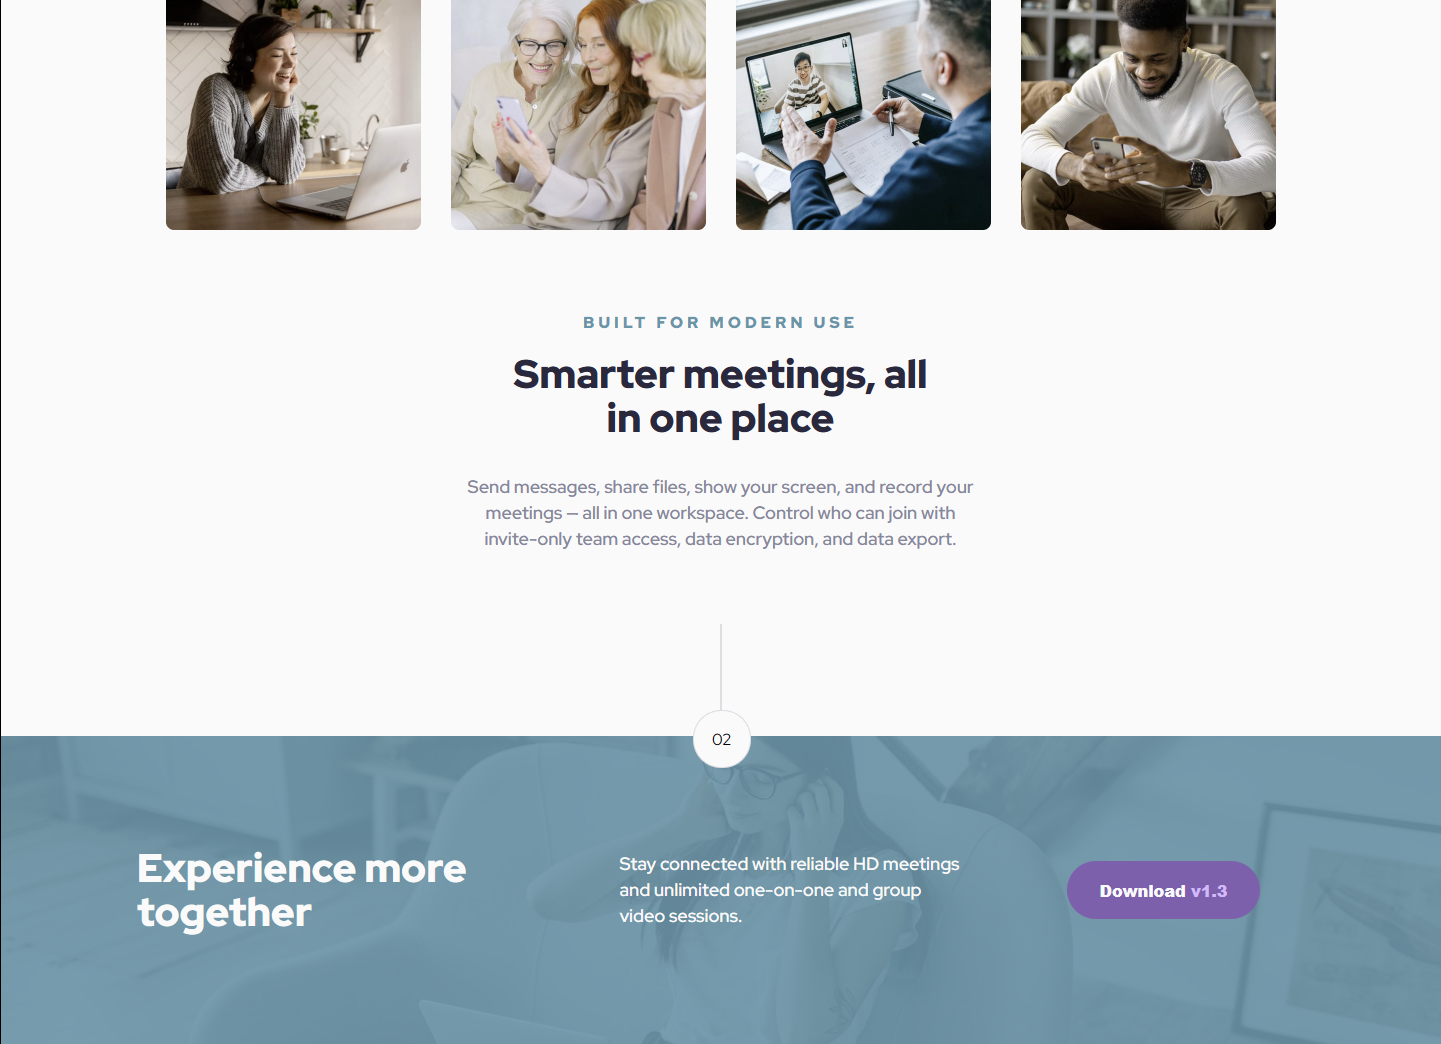 BUILT FOR MODERN USE
Smarter meetings, all
in one place
Send messages, share files, show your screen, and record your
meetings — all in one workspace. Control who can join with
invite-only team access, data encryption, and data export.
02
Experience more
together
Stay connected with reliable HD meetings
and unlimited one-on-one and group
video sessions.
Download v1.3